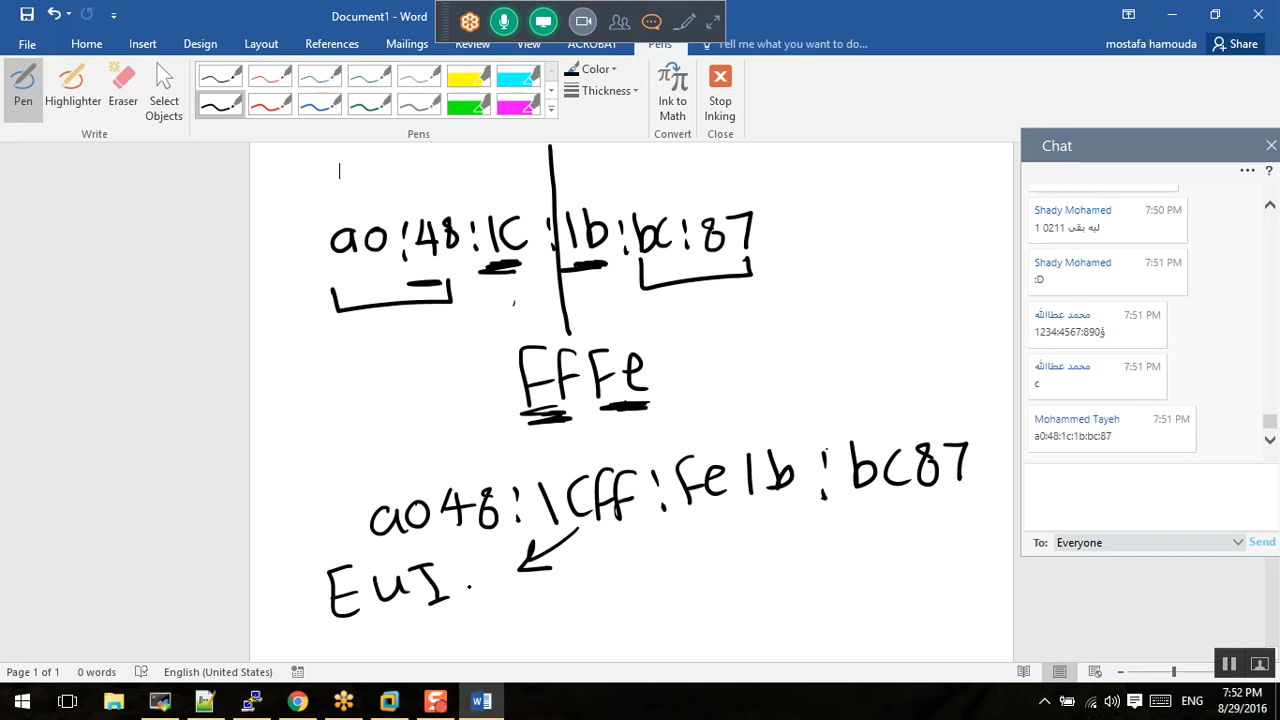 Document1 - Word
File Home Insert Design Layout References Mailings Review ACROBAT Pens Tell me what you want to do...
mostafa hamouda Share
Pen Highlighter Eraser Select Objects
Color
Thickness
Ink to Math
Stop Inking
Write Pens Convert Close
a0:48:1c:1b:bc:87
FFFe
a048:1Cff:Fe1b:bC87
EuI.
Chat
Shady Mohamed 7:50 PM
ليه بقى 0211 1
Shady Mohamed 7:51 PM
:D
محمد عطاالله 7:51 PM
1234:4567:890ؤ
محمد عطاالله 7:51 PM
c
Mohammed Tayeh 7:51 PM
a0:48:1c:1b:bc:87
To: Everyone Send
Page 1 of 1 0 words English (United States)
ENG
7:52 PM
8/29/2016